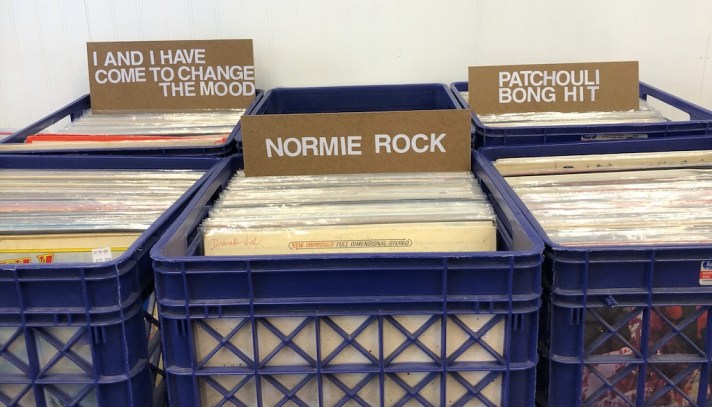 I AND I HAVE
COME TO CHANGE
THE MOOD
PATCHOULI
BONG HIT
NORMIE ROCK
NEW IMPROVED FULL DIMENSIONAL STEREO